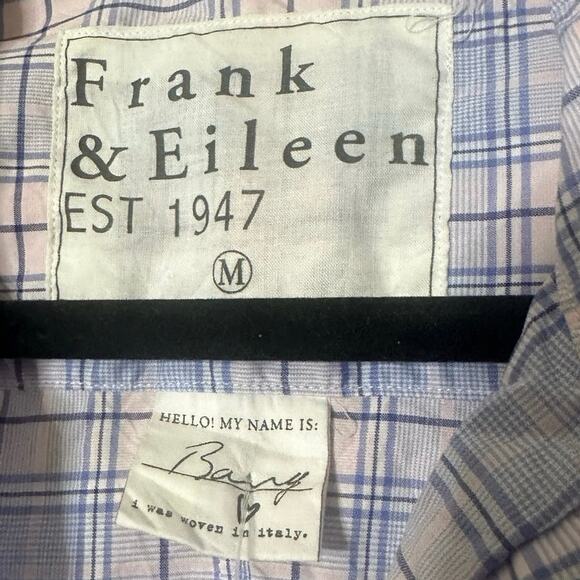 Frank
& Eileen
EST 1947
M
HELLO! MY NAME IS:
Barry
i was woven in italy.